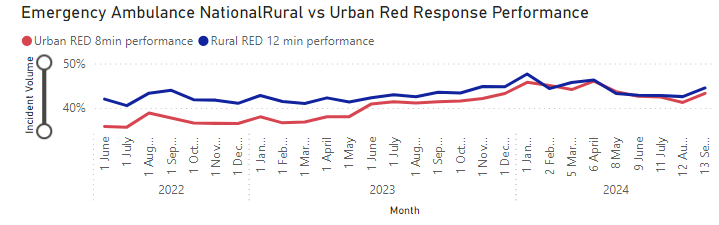 Emergency Ambulance NationalRural vs Urban Red Response Performance
Urban RED 8min performance Rural RED 12 min performance
Incident Volume
50%
40%
1 June
1 July
1 Aug...
1 Sep...
1 Oct...
1 Nov...
1 Dec...
1 Jan...
1 Feb...
1 Mar...
1 April
1 May
1 June
1 July
1 Aug...
1 Sep...
1 Oct...
1 Nov...
1 Dec...
1 Jan...
2 Feb...
5 Mar...
6 April
8 May
9 June
11 July
12 Au...
13 Se...
2022
2023
2024
Month